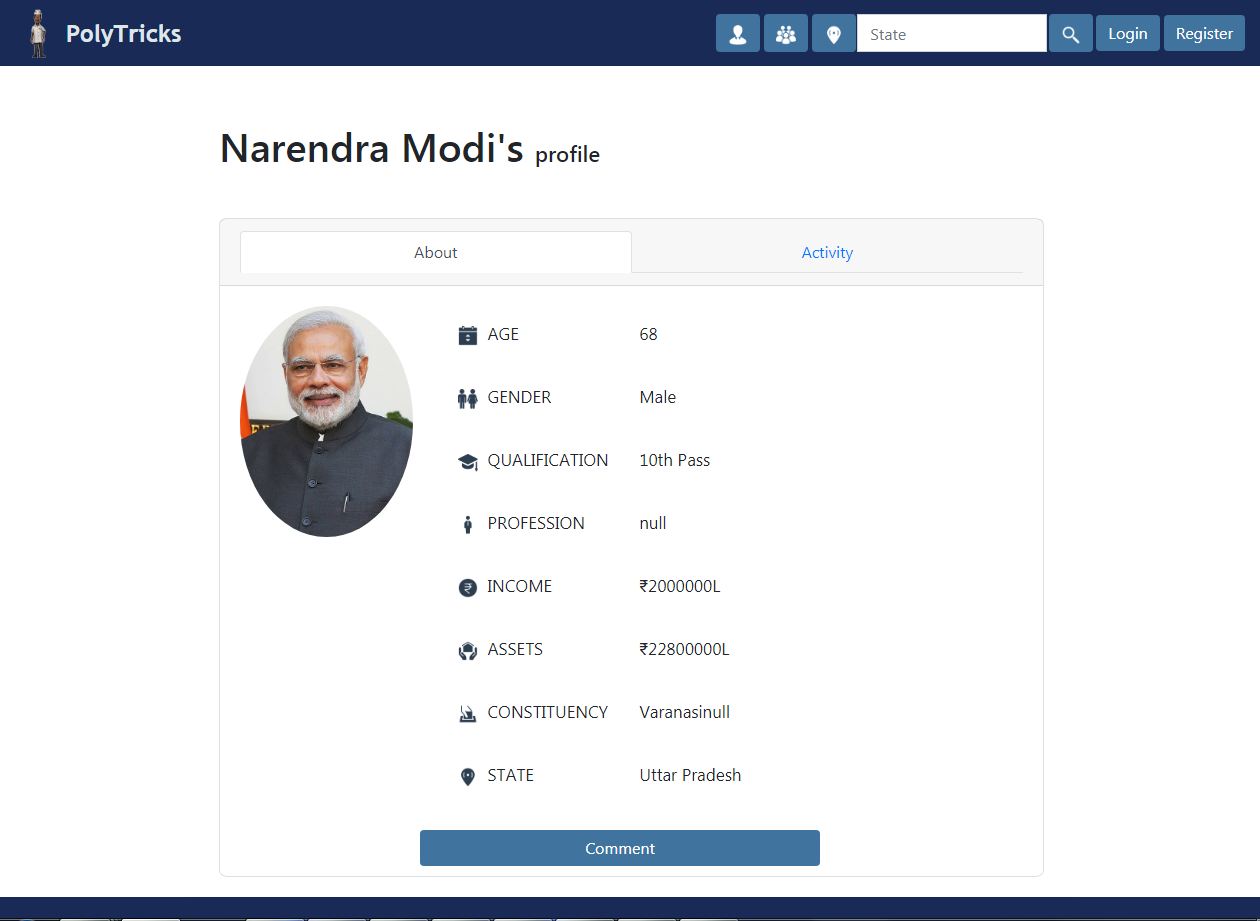 PolyTricks
State
Login
Register
Narendra Modi's profile
About
Activity
AGE 68
GENDER Male
QUALIFICATION 10th Pass
PROFESSION null
INCOME ₹2000000L
ASSETS ₹22800000L
CONSTITUENCY Varanasinull
STATE Uttar Pradesh
Comment